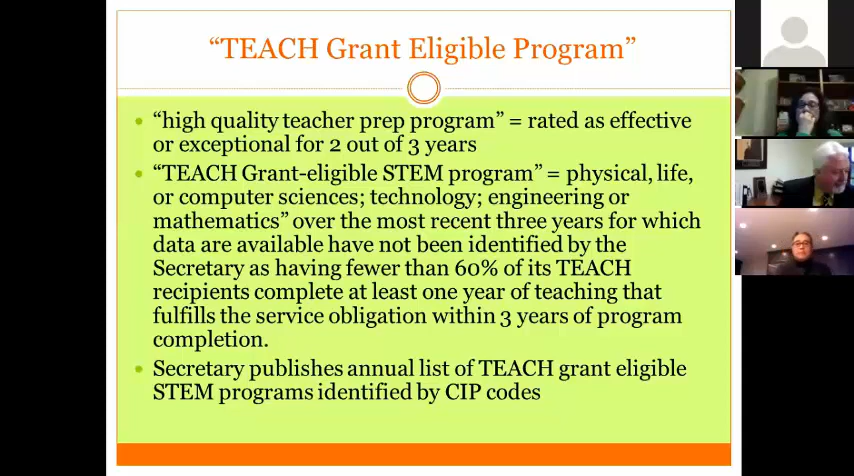 “TEACH Grant Eligible Program”
“high quality teacher prep program” = rated as effective
or exceptional for 2 out of 3 years
“TEACH Grant-eligible STEM program” = physical, life,
or computer sciences; technology; engineering or
mathematics” over the most recent three years for which
data are available have not been identified by the
Secretary as having fewer than 60% of its TEACH
recipients complete at least one year of teaching that
fulfills the service obligation within 3 years of program
completion.
Secretary publishes annual list of TEACH grant eligible
STEM programs identified by CIP codes